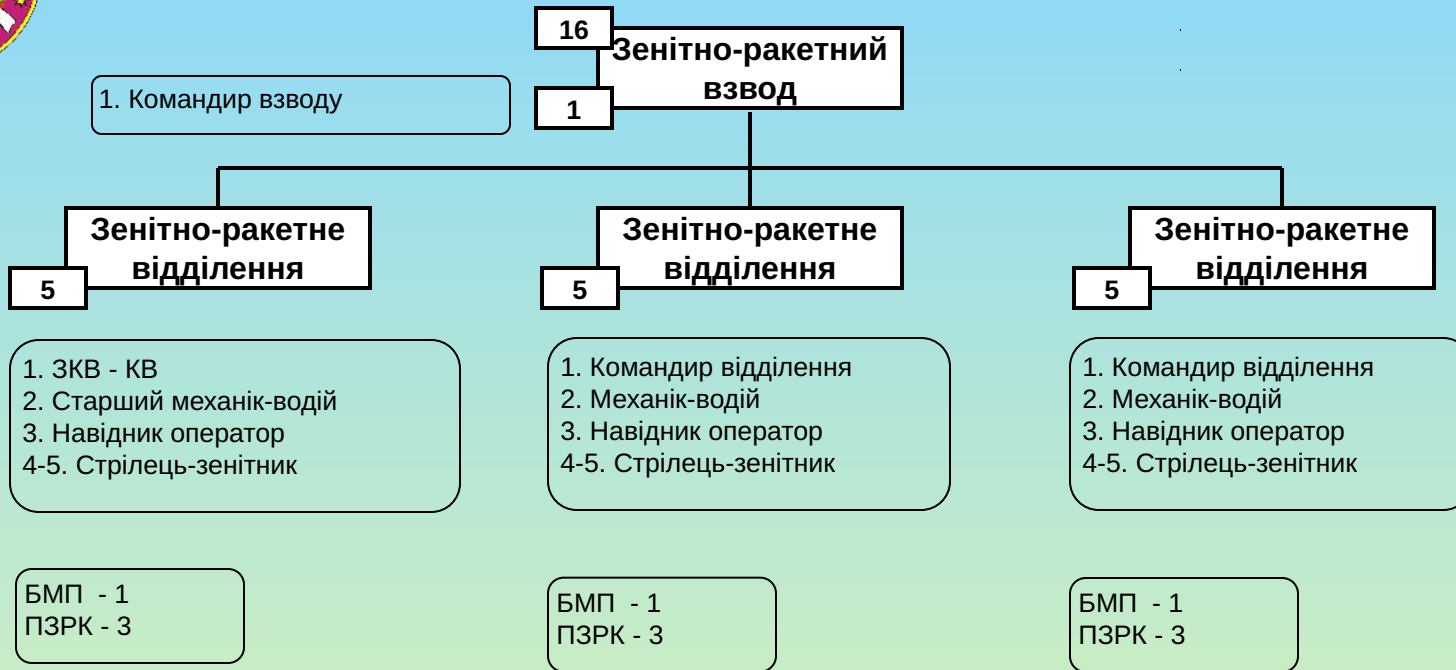 16
Зенітно-ракетний
взвод
1
1. Командир взводу
Зенітно-ракетне
відділення
5
Зенітно-ракетне
відділення
5
Зенітно-ракетне
відділення
5
1. ЗКВ - КВ
2. Старший механік-водій
3. Навідник оператор
4-5. Стрілець-зенітник
1. Командир відділення
2. Механік-водій
3. Навідник оператор
4-5. Стрілець-зенітник
1. Командир відділення
2. Механік-водій
3. Навідник оператор
4-5. Стрілець-зенітник
БМП - 1
ПЗРК - 3
БМП - 1
ПЗРК - 3
БМП - 1
ПЗРК - 3